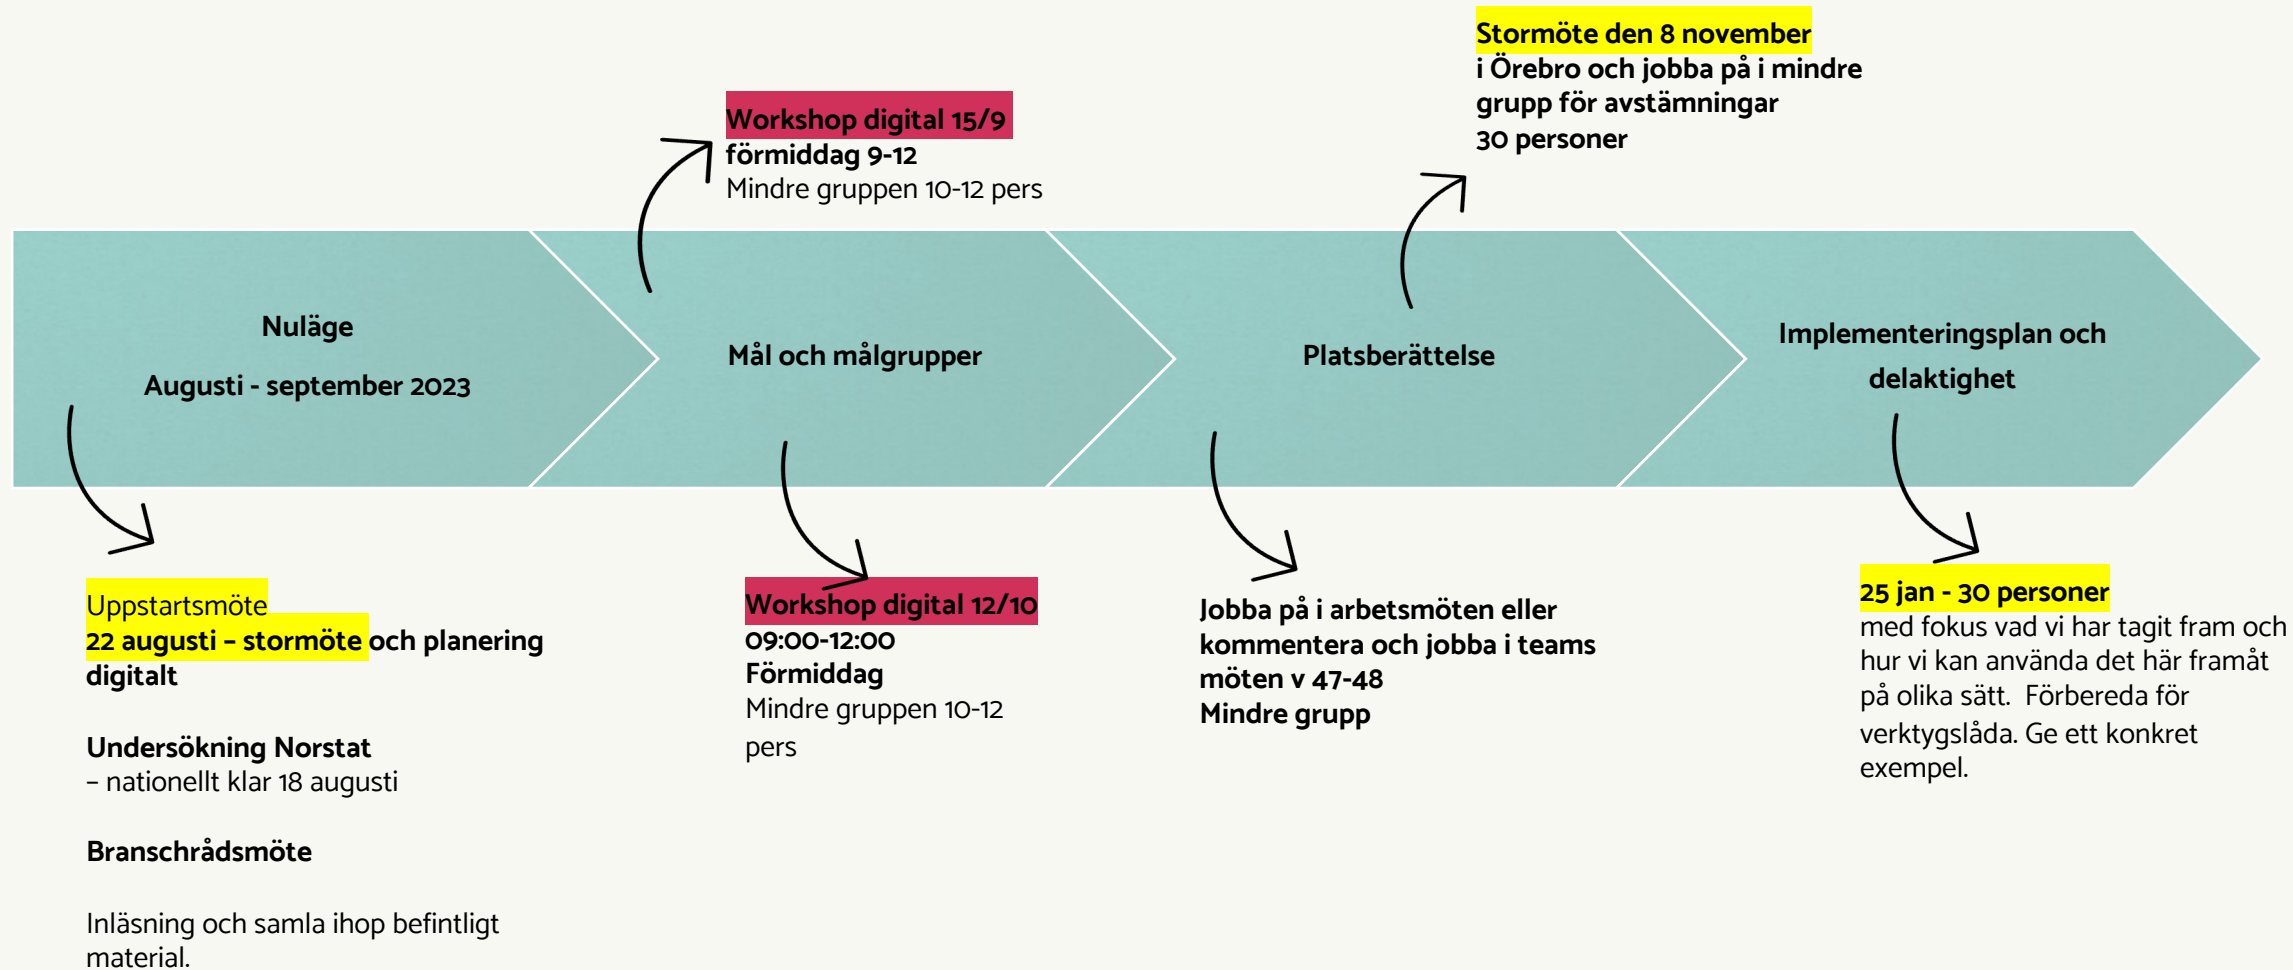 Stormöte den 8 november
i Örebro och jobba på i mindre
grupp för avstämningar
30 personer
Workshop digital 15/9
förmiddag 9-12
Mindre gruppen 10-12 pers
Nuläge
Augusti - september 2023
Mål och målgrupper
Platsberättelse
Implementeringsplan och
delaktighet
Uppstartsmöte
22 augusti – stormöte och planering
digitalt
Undersökning Norstat
– nationellt klar 18 augusti
Branschrådsmöte
Inläsning och samla ihop befintligt
material.
Workshop digital 12/10
09:00-12:00
Förmiddag
Mindre gruppen 10-12
pers
Jobba på i arbetsmöten eller
kommentera och jobba i teams
möten v 47-48
Mindre grupp
25 jan - 30 personer
med fokus vad vi har tagit fram och
hur vi kan använda det här framåt
på olika sätt.  Förbereda för
verktygslåda. Ge ett konkret
exempel.